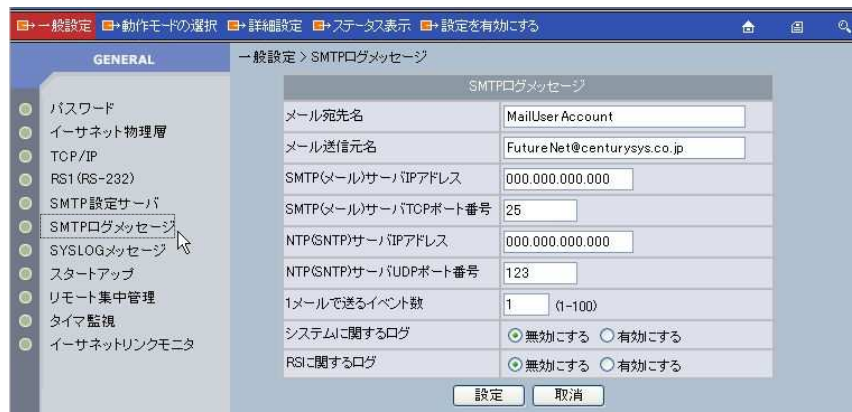 一般設定 動作モードの選択 詳細設定 ステータス表示 設定を有効にする
GENERAL
パスワード
イーサネット物理層
TCP/IP
RS1(RS-232)
SMTP設定サーバ
SMTPログメッセージ
SYSLOGメッセージ
スタートアップ
リモート集中管理
タイマ監視
イーサネットリンクモニタ
一般設定 > SMTPログメッセージ
SMTPログメッセージ
メール宛先名 MailUserAccount
メール送信元名 FutureNet@centurysys.co.jp
SMTP(メール)サーバIPアドレス 000.000.000.000
SMTP(メール)サーバTCPポート番号 25
NTP(SNTP)サーバIPアドレス 000.000.000.000
NTP(SNTP)サーバUDPポート番号 123
1メールで送るイベント数 1 (1-100)
システムに関するログ 無効にする 有効にする
RSに関するログ 無効にする 有効にする
設定 取消